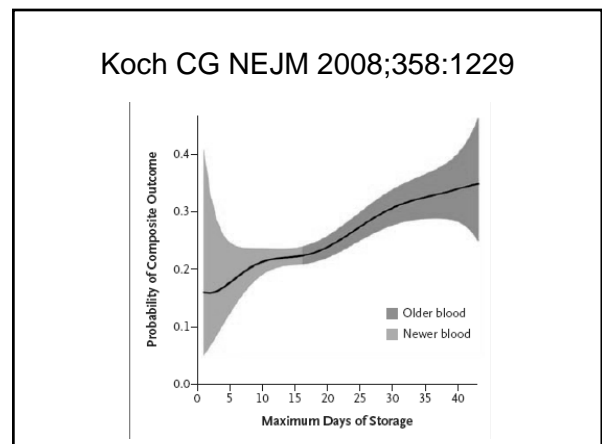 Koch CG NEJM 2008;358:1229
Probability of Composite Outcome
0.4
0.3
0.2
0.1
0.0
Older blood
Newer blood
0 5 10 15 20 25 30 35 40
Maximum Days of Storage